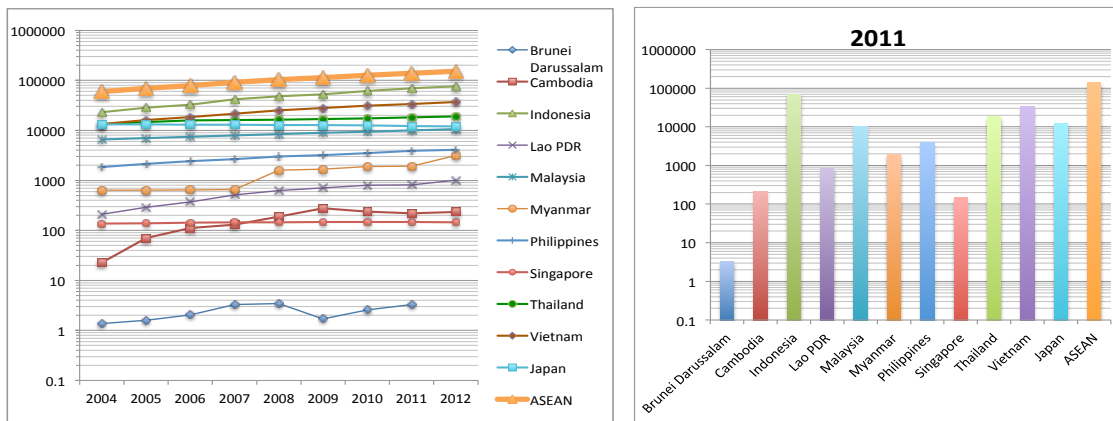 1000000
100000
10000
1000
100
10
1
0.1
2004 2005 2006 2007 2008 2009 2010 2011 2012
Brunei
Darussalam
Cambodia
Indonesia
Lao PDR
Malaysia
Myanmar
Philippines
Singapore
Thailand
Vietnam
Japan
ASEAN
2011
1000000
100000
10000
1000
100
10
1
0.1
Brunei Darussalam
Cambodia
Indonesia
Lao PDR
Malaysia
Myanmar
Philippines
Singapore
Thailand
Vietnam
Japan
ASEAN